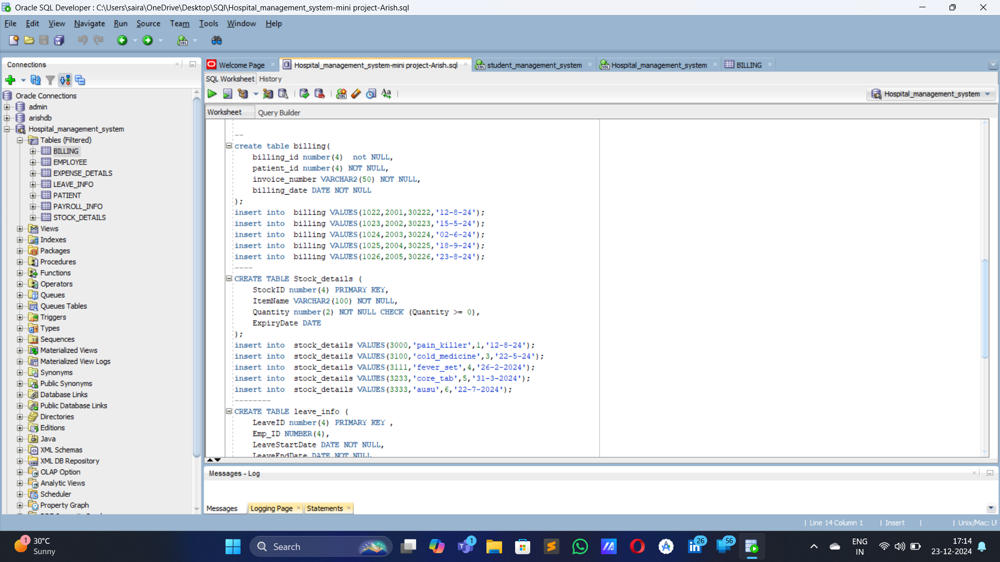 Oracle SQL Developer : C:\Users\saira\OneDrive\Desktop\SQl\Hospital_management_system-mini project-Arish.sql
File Edit View Navigate Run Source Team Tools Window Help
Connections
Oracle Connections
admin
arishdb
Hospital_management_system
Tables (Filtered)
BILLING
EMPLOYEE
EXPENSE_DETAILS
LEAVE_INFO
PATIENT
PAYROLL_INFO
STOCK_DETAILS
Views
Indexes
Packages
Procedures
Functions
Operators
Queues
Queues Tables
Triggers
Types
Sequences
Materialized Views
Materialized View Logs
Synonyms
Public Synonyms
Database Links
Public Database Links
Directories
Editions
Java
XML Schemas
XML DB Repository
OLAP Option
Analytic Views
Scheduler
Property Graph
Welcome Page Hospital_management_system-mini project-Arish.sql student_management_system Hospital_management_system BILLING
SQL Worksheet History
Hospital_management_system
Worksheet Query Builder
--
create table billing(
billing_id number(4)  not NULL,
patient_id number(4) NOT NULL,
invoice_number VARCHAR2(50) NOT NULL,
billing_date DATE NOT NULL
);
insert into  billing VALUES(1022,2001,30222,'12-8-24');
insert into  billing VALUES(1023,2002,30223,'15-5-24');
insert into  billing VALUES(1024,2003,30224,'02-6-24');
insert into  billing VALUES(1025,2004,30225,'18-9-24');
insert into  billing VALUES(1026,2005,30226,'23-8-24');
----
CREATE TABLE Stock_details (
StockID number(4) PRIMARY KEY,
ItemName VARCHAR2(100) NOT NULL,
Quantity number(2) NOT NULL CHECK (Quantity >= 0),
ExpiryDate DATE
);
insert into  stock_details VALUES(3000,'pain_killer',1,'12-8-24');
insert into  stock_details VALUES(3100,'cold_medicine',3,'22-5-24');
insert into  stock_details VALUES(3111,'fever_set',4,'26-2-2024');
insert into  stock_details VALUES(3233,'core_tab',5,'31-3-2024');
insert into  stock_details VALUES(3333,'ausu',6,'22-7-2024');
--------
CREATE TABLE leave_info (
LeaveID number(4) PRIMARY KEY ,
Emp_ID NUMBER(4),
LeaveStartDate DATE NOT NULL,
LeaveEndDate DATE NOT NULL
Messages - Log
Messages Logging Page Statements
Line 14 Column 1 | Insert | | Unix/Mac: LF
1 30°C
Sunny
Search
1
26
56
ENG
IN
17:14
23-12-2024